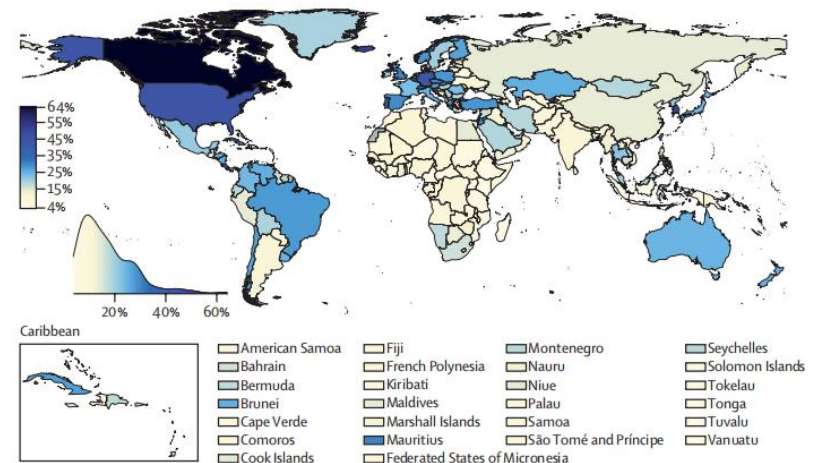 64%
55%
45%
35%
25%
15%
4%
20% 40% 60%
Caribbean
American Samoa
Bahrain
Bermuda
Brunei
Cape Verde
Comoros
Cook Islands
Fiji
French Polynesia
Kiribati
Maldives
Marshall Islands
Mauritius
Federated States of Micronesia
Montenegro
Nauru
Niue
Palau
Samoa
São Tomé and Príncipe
Seychelles
Solomon Islands
Tokelau
Tonga
Tuvalu
Vanuatu